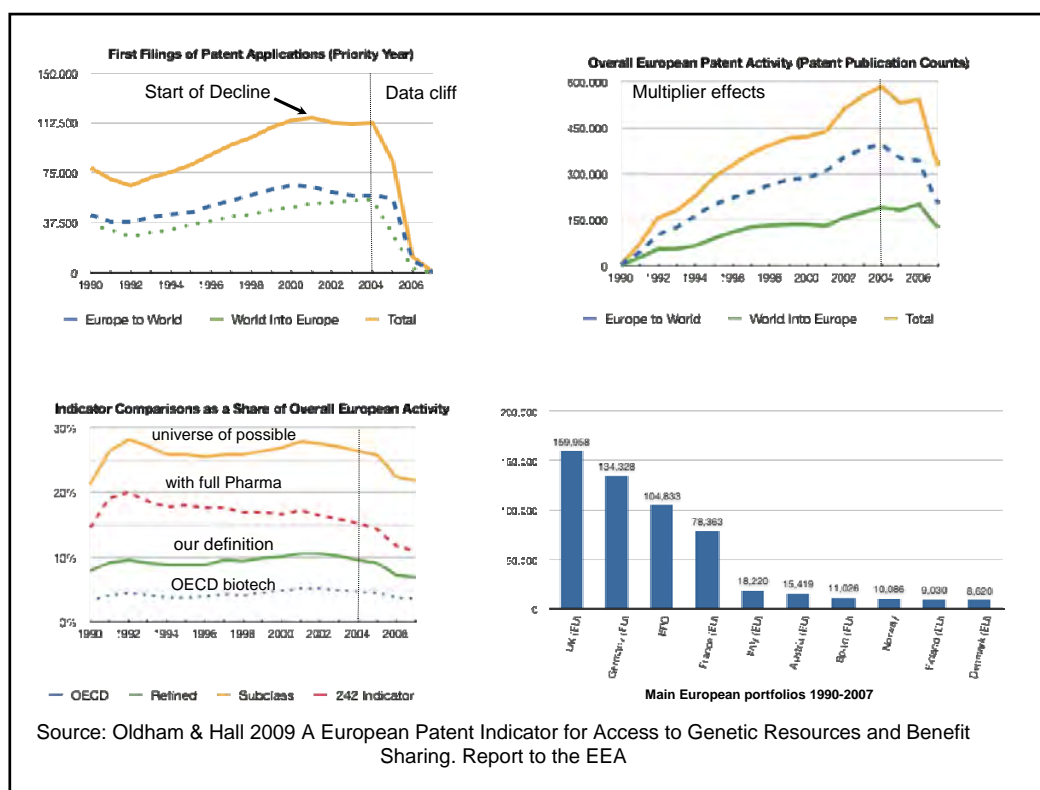 First Filings of Patent Applications (Priority Year)
150.000
112.500
75.000
37.500
0
Start of Decline
Data cliff
1990 1992 1994 1996 1998 2000 2002 2004 2006
Europe to World World Into Europe Total
Overall European Patent Activity (Patent Publication Counts)
600.000
450.000
300.000
150.000
0
Multiplier effects
1990 1992 1994 1996 1998 2000 2002 2004 2006
Europe to World World Into Europe Total
Indicator Comparisons as a Share of Overall European Activity
30%
20%
10%
0%
universe of possible
with full Pharma
our definition
OECD biotech
1990 1992 1994 1996 1998 2000 2002 2004
OECD Refined Subclass 242 Indicator
200,000
150,000
100,000
50,000
0
159,958
134,328
104,833
78,363
18,220
15,419
11,026
10,086
9,030
8,620
UK (EU)
Germany (EU)
EPO
France (EU)
Italy (EU)
Austria (EU)
Spain (EU)
Norway
Finland (EU)
Denmark (EU)
Main European portfolios 1990-2007
Source: Oldham & Hall 2009 A European Patent Indicator for Access to Genetic Resources and Benefit
Sharing. Report to the EEA